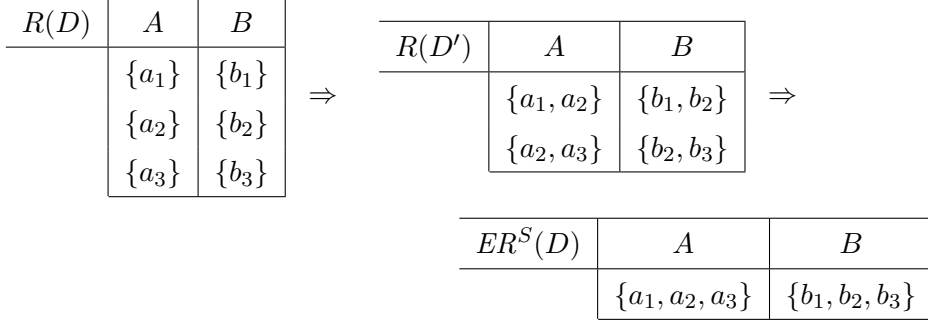 R(D) A B
{a₁} {b₁}
{a₂} {b₂}
{a₃} {b₃}
⇒
R(D′) A B
{a₁, a₂} {b₁, b₂}
{a₂, a₃} {b₂, b₃}
⇒
ERˢ(D) A B
{a₁, a₂, a₃} {b₁, b₂, b₃}